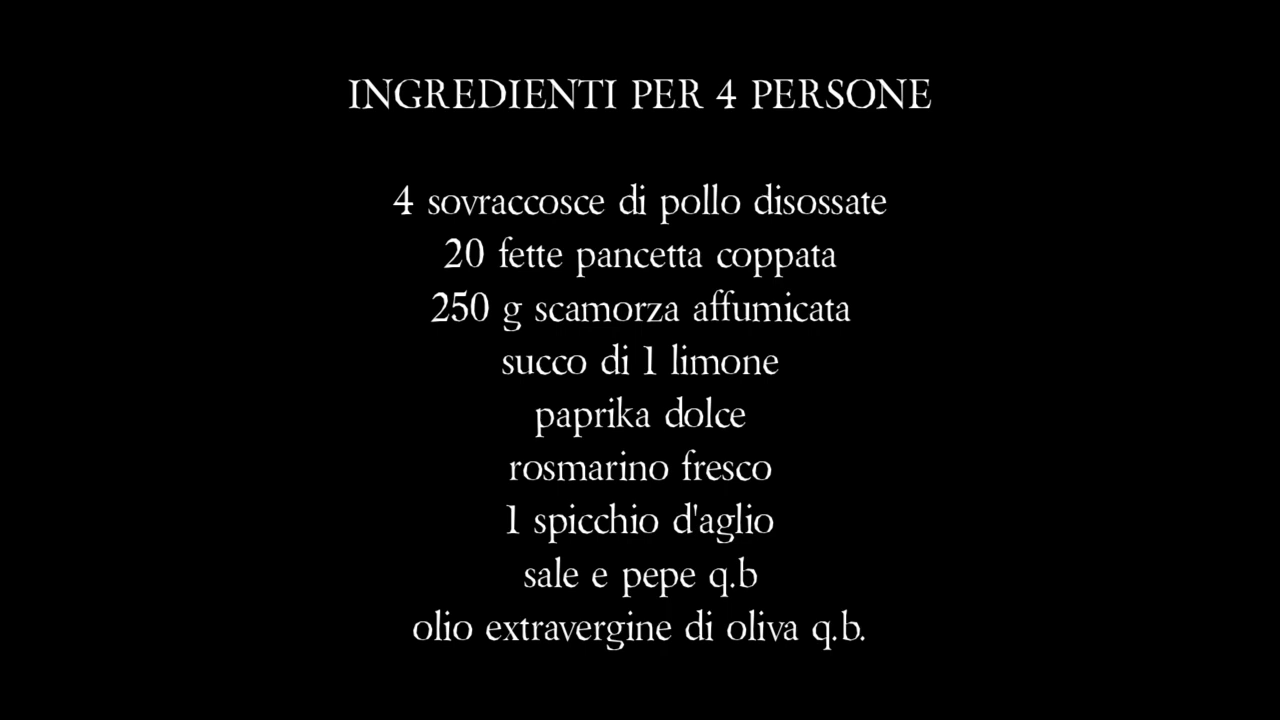 INGREDIENTI PER 4 PERSONE
4 sovraccosce di pollo disossate
20 fette pancetta coppata
250 g scamorza affumicata
succo di 1 limone
paprika dolce
rosmarino fresco
1 spicchio d'aglio
sale e pepe q.b
olio extravergine di oliva q.b.